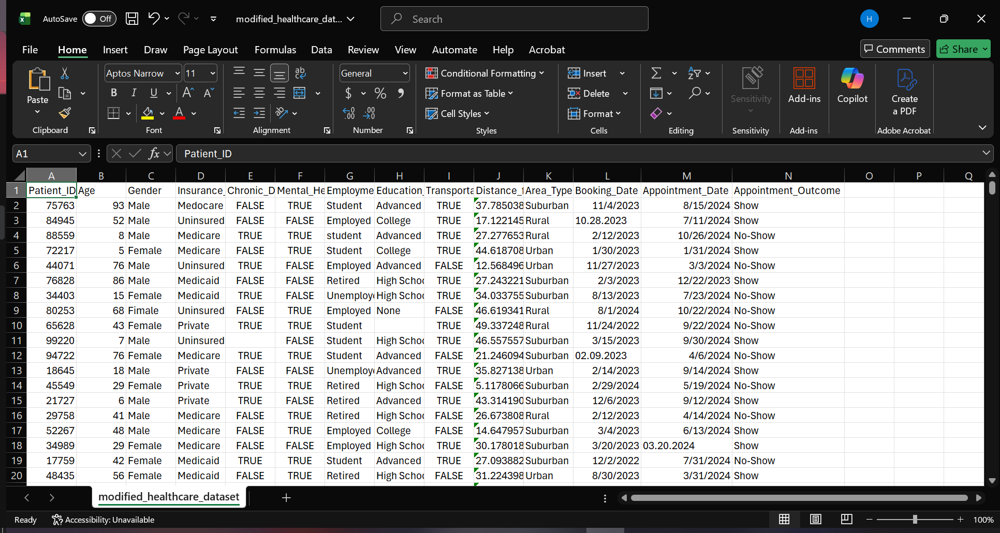 AutoSave Off modified_healthcare_dat... Search H
File Home Insert Draw Page Layout Formulas Data Review View Automate Help Acrobat Comments Share
Paste
Clipboard
Aptos Narrow 11
B I U A A
A
Font
ab
Alignment
General
$ % ,
.00 .00
Number
Conditional Formatting
Format as Table
Cell Styles
Styles
Insert
Delete
Format
Cells
Editing
Sensitivity
Sensitivity
Add-ins
Add-ins
Copilot
Create
a PDF
Adobe Acrobat
A1 fx Patient_ID
A B C D E F G H I J K L M N O P Q
1 Patient_ID Age Gender Insurance_ Chronic_D Mental_He Employme Education_ Transporta Distance_t Area_Type Booking_Date Appointment_Date Appointment_Outcome
2 75763 93 Male Medocare FALSE TRUE Student Advanced TRUE 37.785038 Suburban 11/4/2023 8/15/2024 Show
3 84945 52 Male Uninsured FALSE FALSE Employed College TRUE 17.122145 Rural 10.28.2023 7/11/2024 Show
4 88559 8 Male Medicare TRUE TRUE student Advanced TRUE 27.277653 Rural 2/12/2023 10/26/2024 No-Show
5 72217 5 Female Medicare FALSE TRUE Student College TRUE 44.618708 Urban 1/30/2023 1/31/2024 Show
6 44071 76 Male Uninsured TRUE FALSE Employed Advanced FALSE 12.568496 Urban 11/27/2023 3/3/2024 No-Show
7 76828 86 Male Medicaid FALSE FALSE Retired High Schoo TRUE 27.243221 Suburban 2/3/2023 12/22/2023 Show
8 34403 15 Female Medicaid TRUE FALSE Unemploy High Schoo TRUE 34.033755 Suburban 8/13/2023 7/23/2024 No-Show
9 80253 68 Fimale Uninsured FALSE TRUE Employed None FALSE 46.619341 Rural 8/1/2024 10/22/2024 No-Show
10 65628 43 Female Private TRUE TRUE Student TRUE 49.337248 Rural 11/24/2022 9/22/2024 No-Show
11 99220 7 Male Uninsured FALSE Student High Schoo TRUE 46.557557 Suburban 3/15/2023 9/30/2024 Show
12 94722 76 Female Medicare TRUE TRUE Student Advanced FALSE 21.246094 Suburban 02.09.2023 4/6/2024 No-Show
13 18645 18 Male Private FALSE FALSE Unemploy Advanced TRUE 35.827138 Urban 2/14/2023 9/14/2024 Show
14 45549 29 Female Private TRUE TRUE Retired High Schoo FALSE 5.1178066 Suburban 2/29/2024 5/19/2024 No-Show
15 21727 6 Male Private TRUE FALSE Retired Advanced TRUE 43.314190 Suburban 12/6/2023 9/12/2024 Show
16 29758 41 Male Medicare FALSE TRUE Retired High Schoo FALSE 26.673808 Rural 2/12/2023 4/14/2024 No-Show
17 52267 48 Male Medicare FALSE TRUE Employed College FALSE 14.647957 Suburban 3/4/2023 6/13/2024 Show
18 34989 29 Female Medicare FALSE FALSE Employed High Schoo TRUE 30.178018 Suburban 3/20/2023 03.20.2024 Show
19 17759 42 Female Medicaid TRUE TRUE Student Advanced TRUE 27.093882 Suburban 12/2/2022 7/31/2024 No-Show
20 48435 56 Female Medicaid FALSE TRUE Retired High Schoo FALSE 31.224398 Urban 8/30/2023 3/31/2024 Show
modified_healthcare_dataset
Ready Accessibility: Unavailable 100%